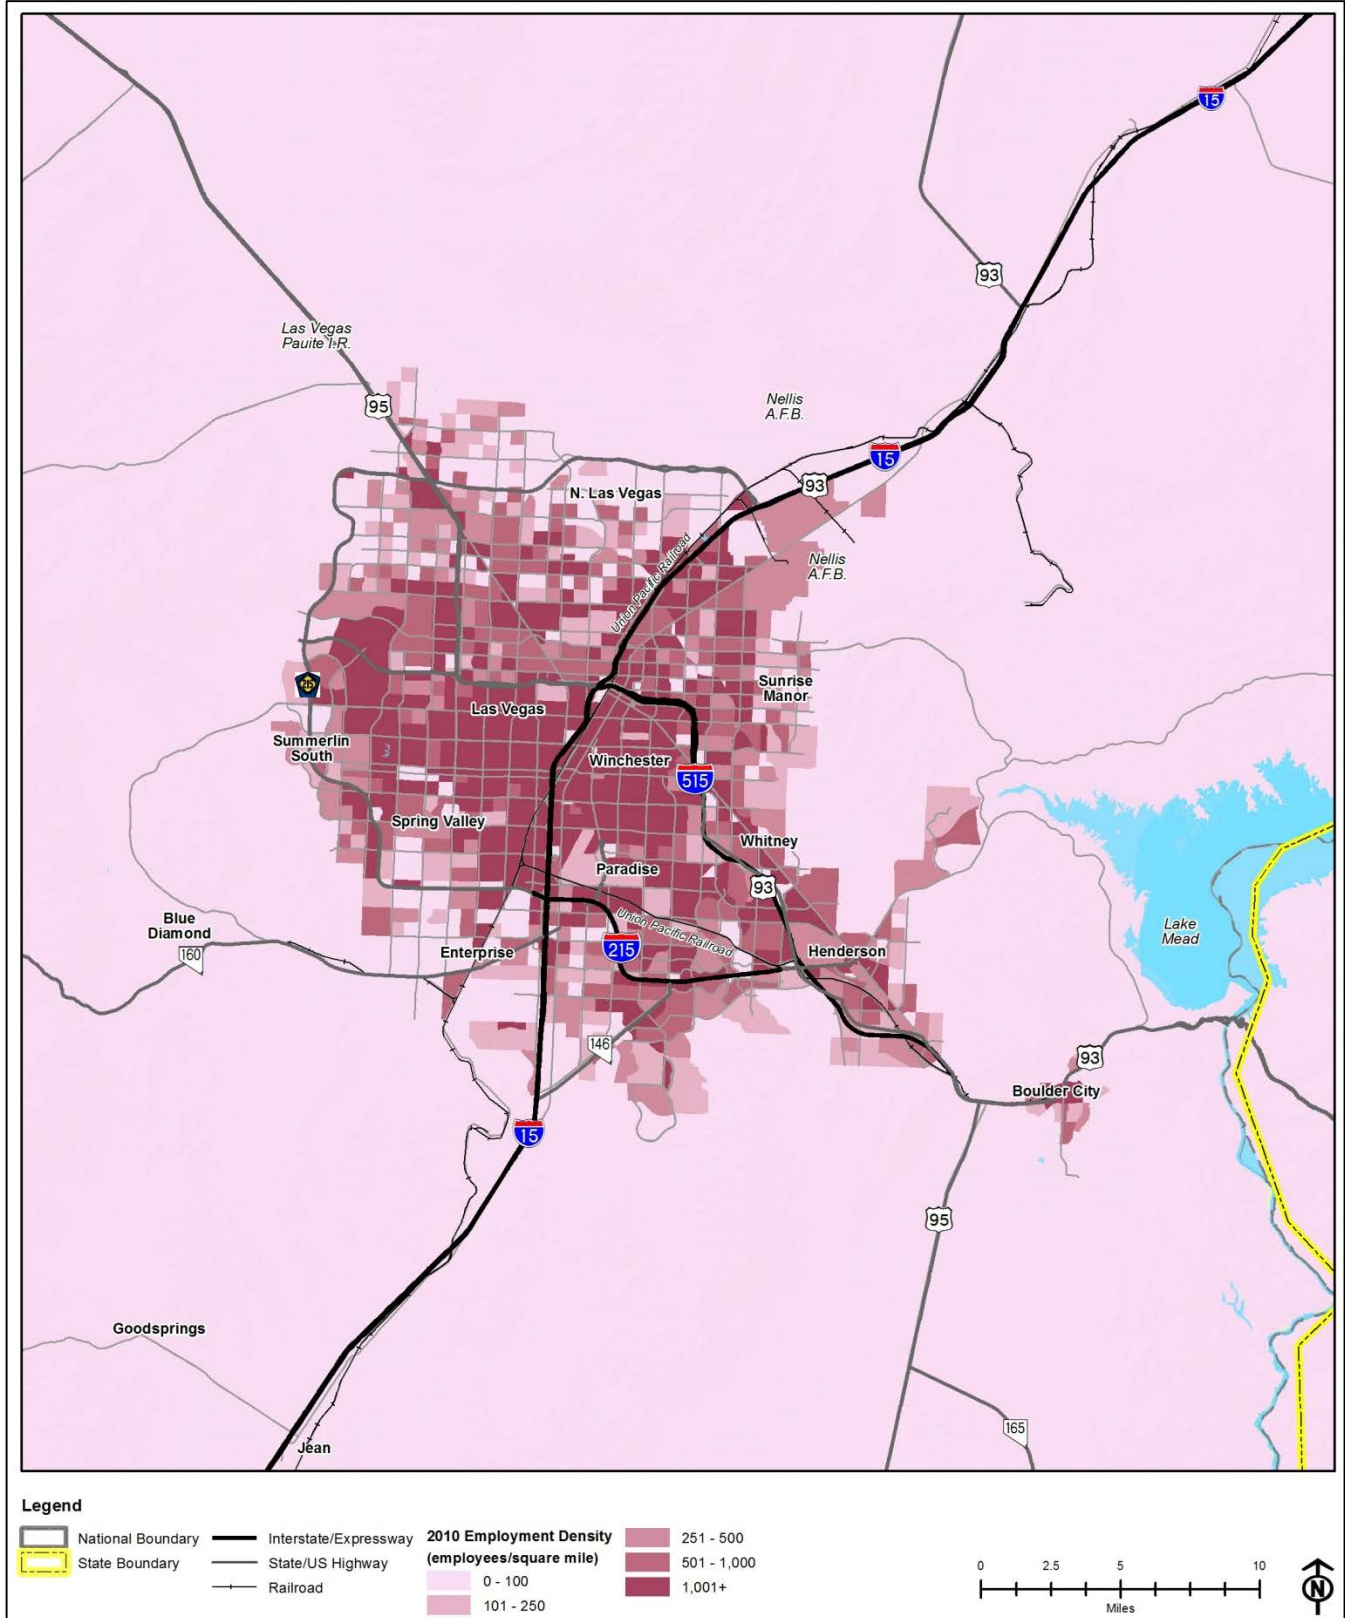 15
93
Las Vegas
Pauite I.R.
95
Nellis
A.F.B.
15
93
N. Las Vegas
Union Pacific Railroad
Nellis
A.F.B.
215
Sunrise
Manor
Las Vegas
Summerlin
South
Winchester
515
Spring Valley
Whitney
Paradise
93
Blue
Diamond
160
Union Pacific Railroad
Lake
Mead
Enterprise
215
Henderson
146
93
Boulder City
15
95
Goodsprings
165
Jean
Legend
National Boundary
State Boundary
Interstate/Expressway
State/US Highway
Railroad
2010 Employment Density
(employees/square mile)
0 - 100
101 - 250
251 - 500
501 - 1,000
1,001+
0 2.5 5 10
Miles
N